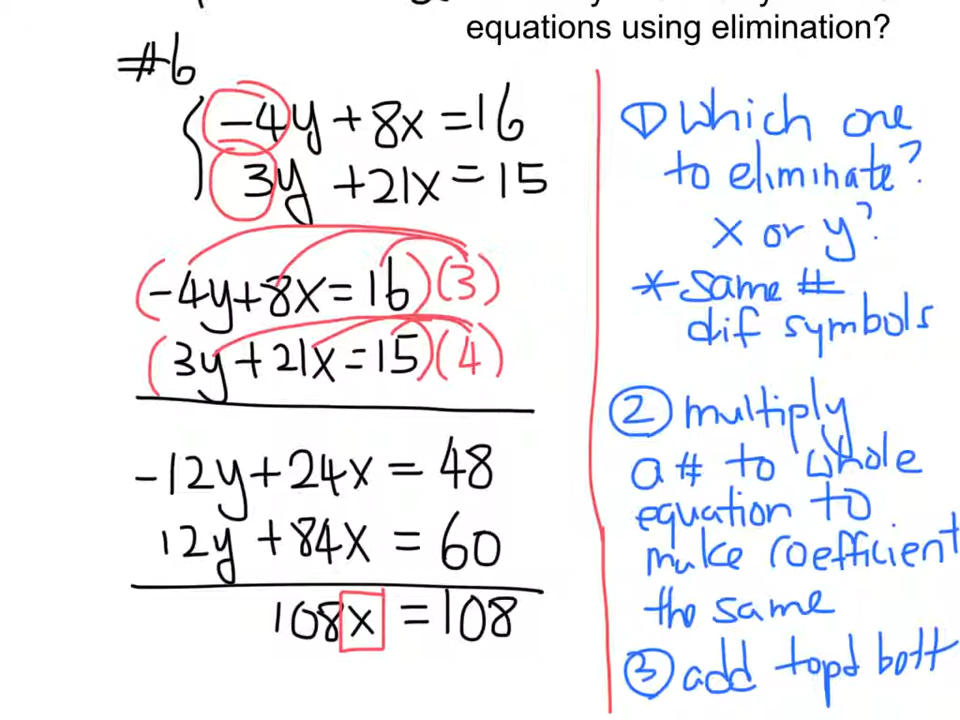 equations using elimination?
#6
-4y + 8x = 16
3y + 21x = 15
(-4y + 8x = 16)(3)
(3y + 21x = 15)(4)
-12y + 24x = 48
12y + 84x = 60
108x = 108
① Which one
to eliminate?
x or y?
* same #
dif symbols
② multiply
a # to whole
equation to
make coefficient
the same
③ add top & bott